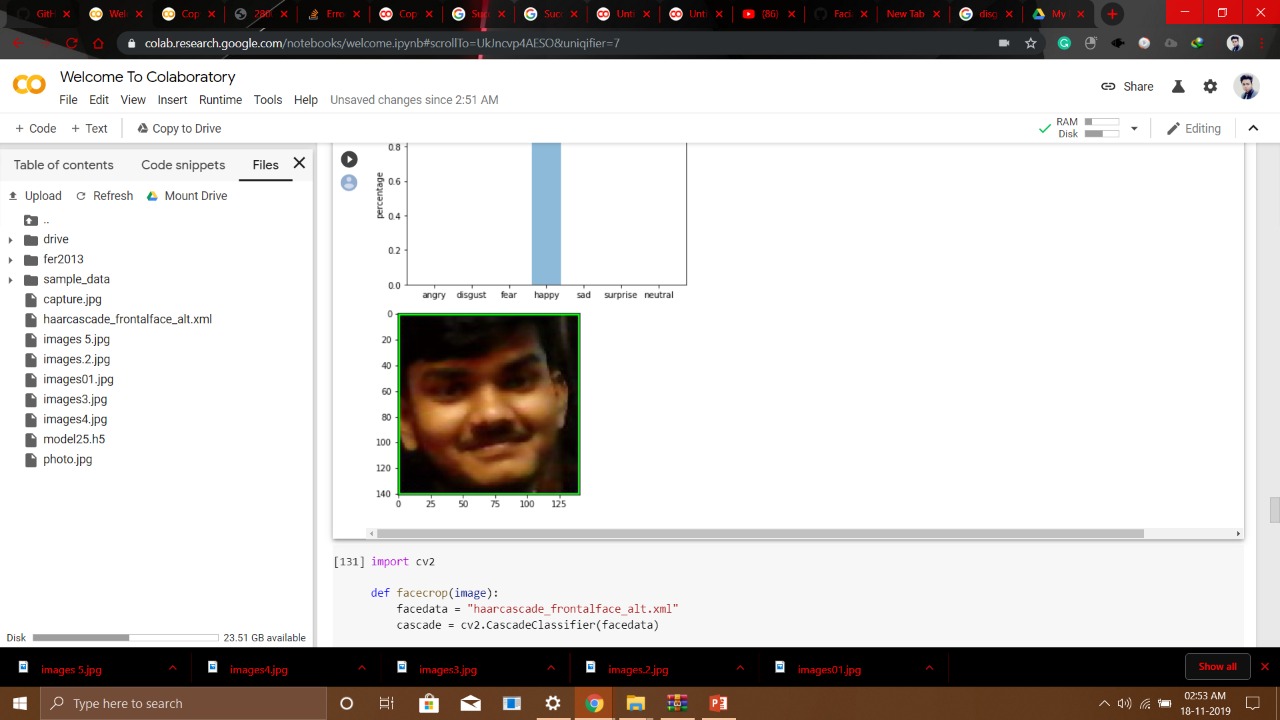 GitH
Wel
Cop
280
Erro
Cop
Suc
Suc
Unti
Unti
(86)
Faci
New Tab
disg
My
colab.research.google.com/notebooks/welcome.ipynb#scrollTo=UkJncvp4AESO&uniqifier=7
Welcome To Colaboratory
File Edit View Insert Runtime Tools Help Unsaved changes since 2:51 AM
Share
+ Code + Text Copy to Drive
RAM
Disk
Editing
Table of contents Code snippets Files
Upload Refresh Mount Drive
..
drive
fer2013
sample_data
capture.jpg
haarcascade_frontalface_alt.xml
images 5.jpg
images.2.jpg
images01.jpg
images3.jpg
images4.jpg
model25.h5
photo.jpg
Disk 23.51 GB available
0.8
0.6
0.4
0.2
0.0
percentage
angry disgust fear happy sad surprise neutral
0
20
40
60
80
100
120
140
0 25 50 75 100 125
[131] import cv2
def facecrop(image):
facedata = "haarcascade_frontalface_alt.xml"
cascade = cv2.CascadeClassifier(facedata)
images 5.jpg images4.jpg images3.jpg images.2.jpg images01.jpg Show all
Type here to search
02:53 AM
18-11-2019